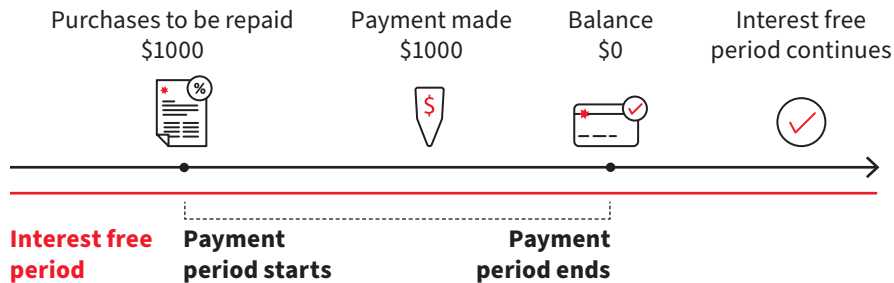 Purchases to be repaid
$1000
Payment made
$1000
Balance
$0
Interest free
period continues
%
$
Interest free
period
Payment
period starts
Payment
period ends